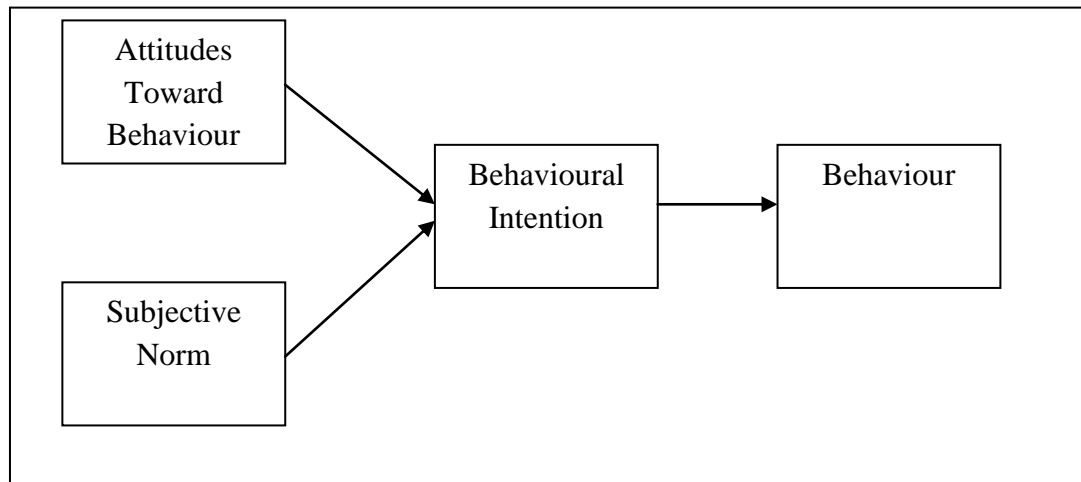 Attitudes
Toward
Behaviour
Behavioural
Intention
Behaviour
Subjective
Norm